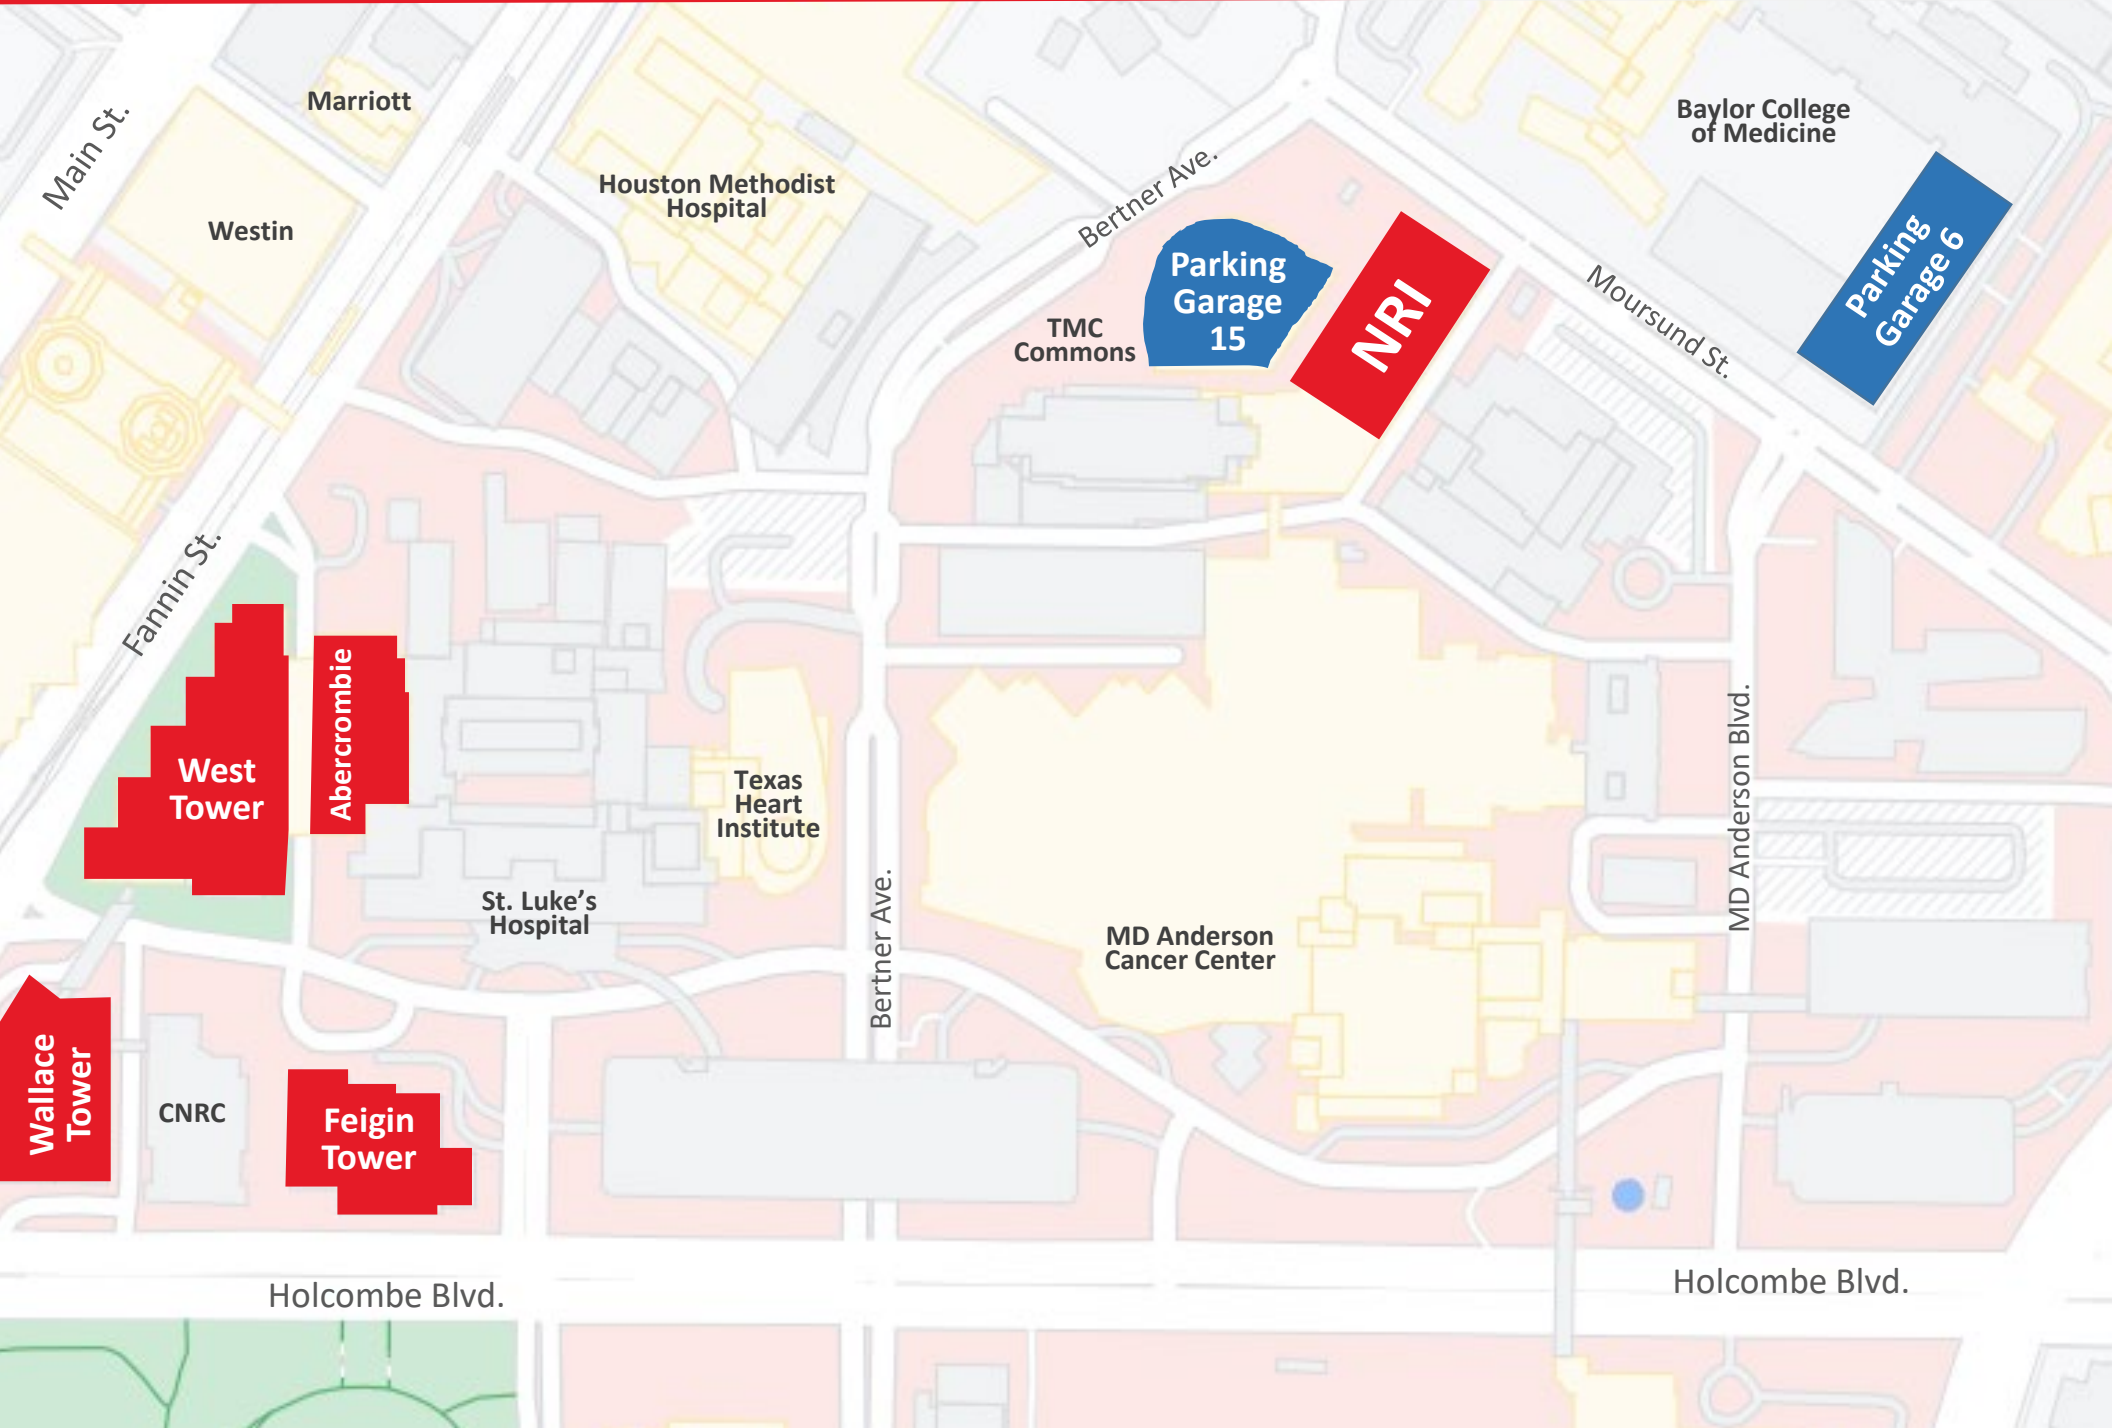 Marriott
Main St.
Westin
Houston Methodist
Hospital
Bertner Ave.
Baylor College
of Medicine
Parking
Garage
15
TMC
Commons
NRI
Moursund St.
Parking
Garage 6
Fannin St.
West
Tower
Abercrombie
Texas
Heart
Institute
St. Luke’s
Hospital
Bertner Ave.
MD Anderson
Cancer Center
MD Anderson Blvd.
Wallace
Tower
CNRC
Feigin
Tower
Holcombe Blvd.
Holcombe Blvd.